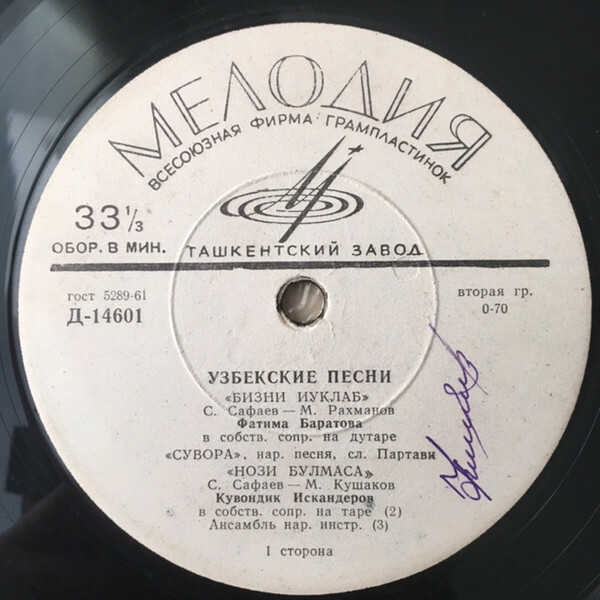 МЕЛОДИЯ
ВСЕСОЮЗНАЯ ФИРМА ГРАМПЛАСТИНОК
33⅓
ОБОР. В МИН.
ТАШКЕНТСКИЙ ЗАВОД
гост 5289-61
Д-14601
вторая гр.
0-70
УЗБЕКСКИЕ ПЕСНИ
«БИЗНИ ИУКЛАБ»
С. Сафаев — М. Рахманов
Фатима Баратова
в собств. сопр. на дутаре
«СУВОРА», нар. песня, сл. Партави
«НОЗИ БУЛМАСА»
С. Сафаев — М. Кушаков
Кувондик Искандеров
в собств. сопр. на таре (2)
Ансамбль нар. инстр. (3)
I сторона